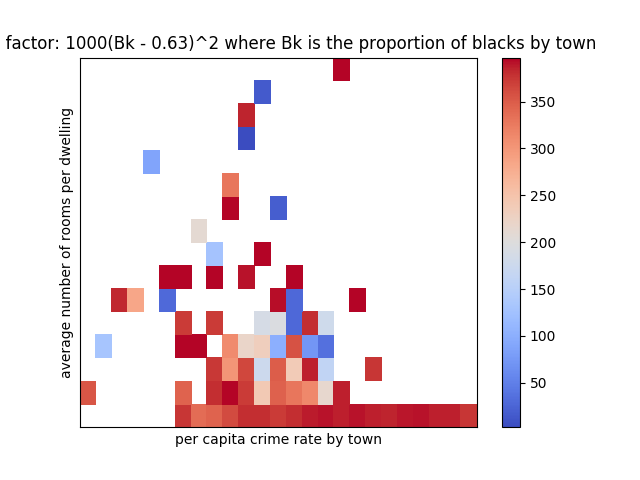 factor: 1000(Bk - 0.63)^2 where Bk is the proportion of blacks by town
average number of rooms per dwelling
per capita crime rate by town
350
300
250
200
150
100
50